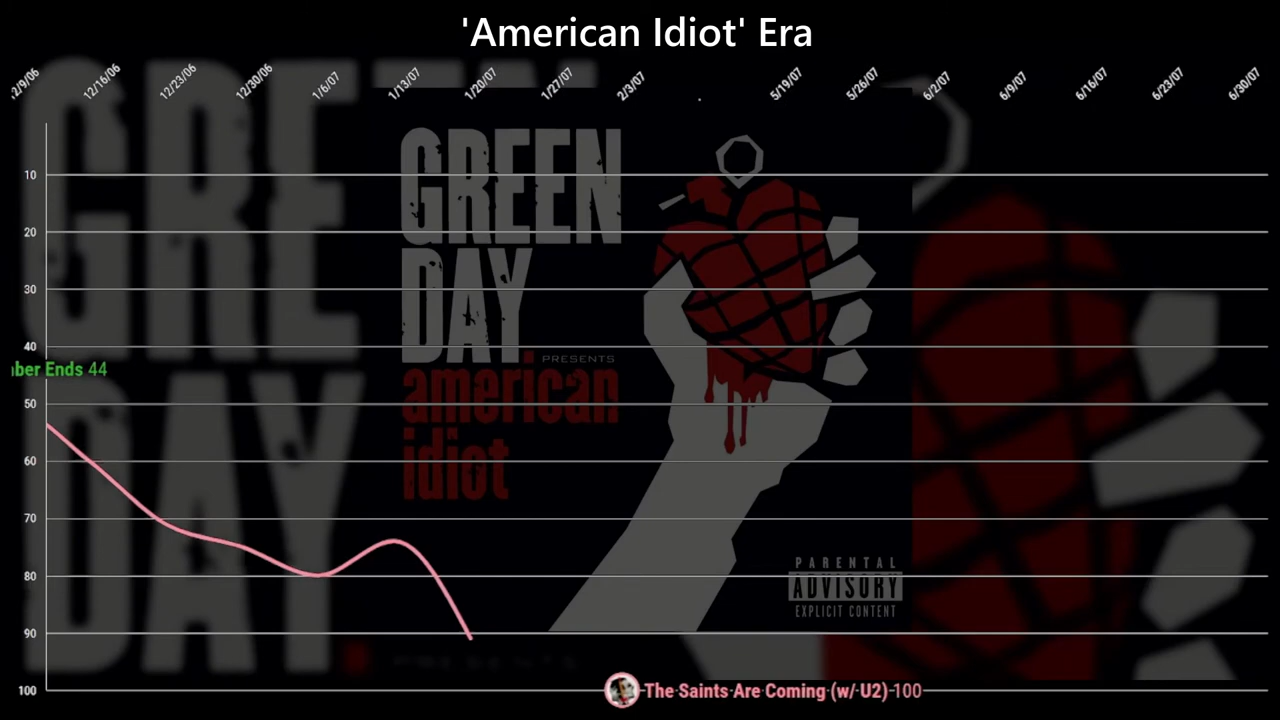 'American Idiot' Era
2/9/06 12/16/06 12/23/06 12/30/06 1/6/07 1/13/07 1/20/07 1/27/07 2/3/07 5/19/07 5/26/07 6/2/07 6/9/07 6/16/07 6/23/07 6/30/07
10
20
30
40
50
60
70
80
90
100
ber Ends 44
GREEN
DAY
PRESENTS
american
idiot
PARENTAL
ADVISORY
EXPLICIT CONTENT
GRE
DAY
The Saints Are Coming (w/ U2) 100